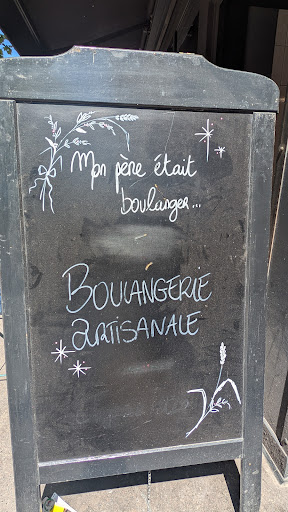 Mon père était
boulanger...
BOULANGERIE
ARTISANALE